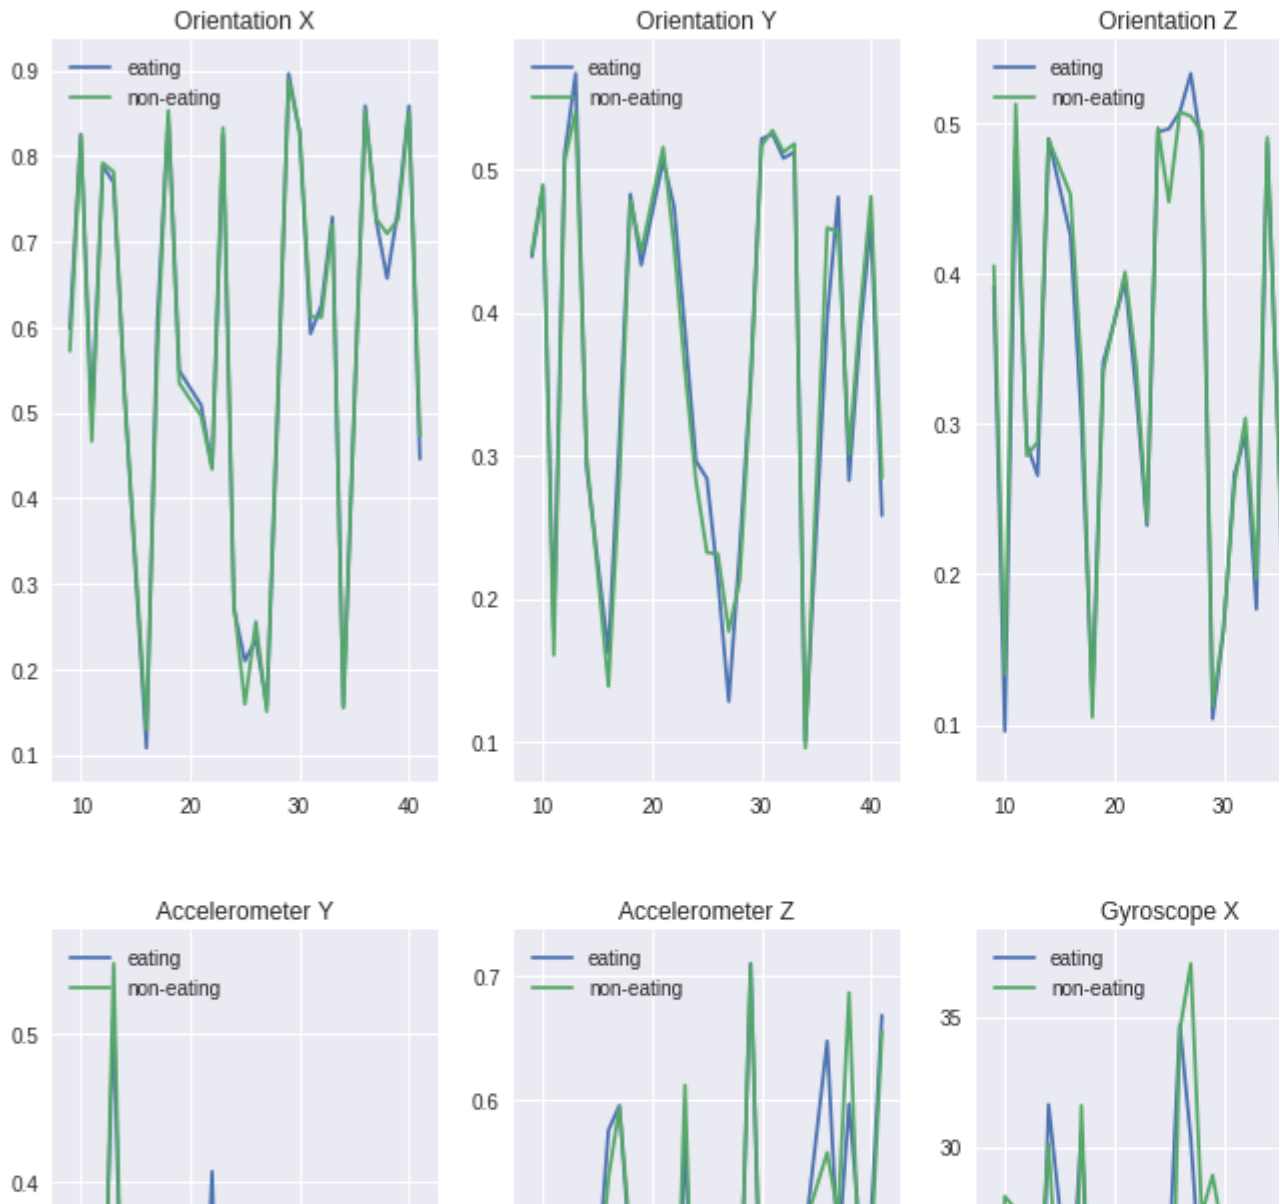 Orientation X
Orientation Y
Orientation Z
eating
non-eating
0.9
0.8
0.7
0.6
0.5
0.4
0.3
0.2
0.1
10 20 30 40
eating
non-eating
0.5
0.4
0.3
0.2
0.1
10 20 30 40
eating
non-eating
0.5
0.4
0.3
0.2
0.1
10 20 30
Accelerometer Y
Accelerometer Z
Gyroscope X
eating
non-eating
0.5
0.4
eating
non-eating
0.7
0.6
eating
non-eating
35
30